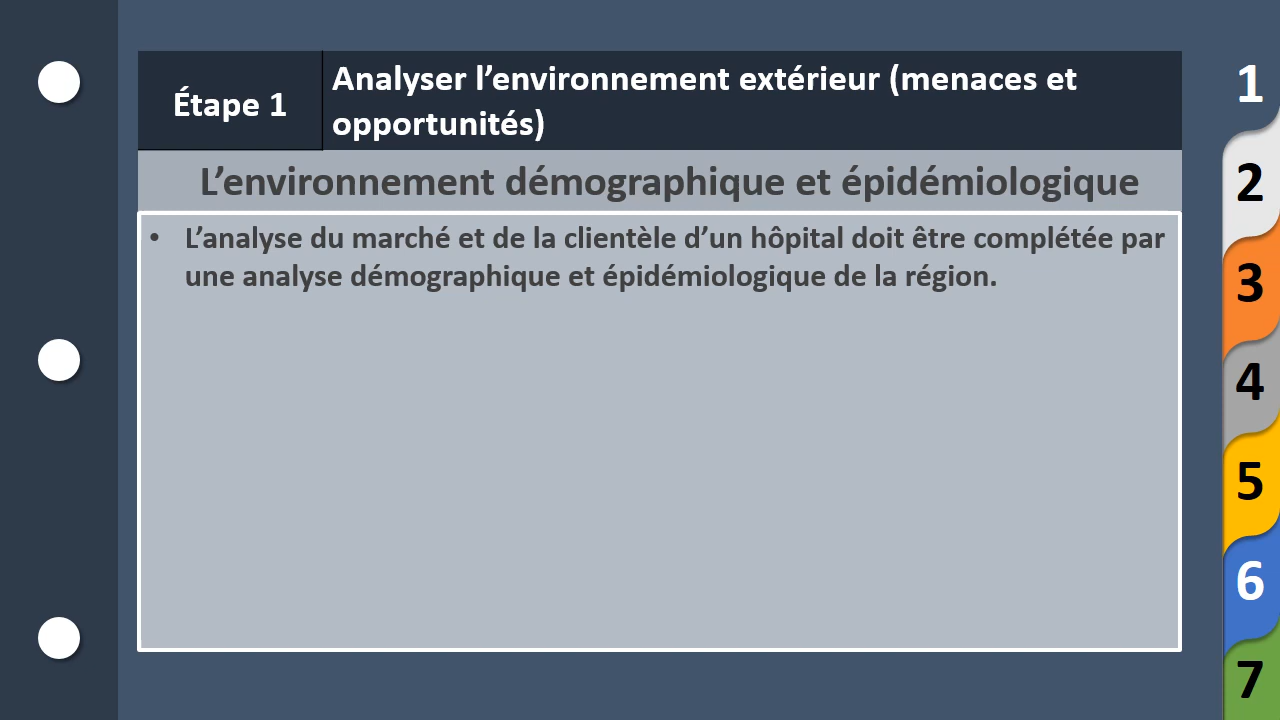 Étape 1
Analyser l’environnement extérieur (menaces et
opportunités)
L’environnement démographique et épidémiologique
• L’analyse du marché et de la clientèle d’un hôpital doit être complétée par
une analyse démographique et épidémiologique de la région.
1
2
3
4
5
6
7